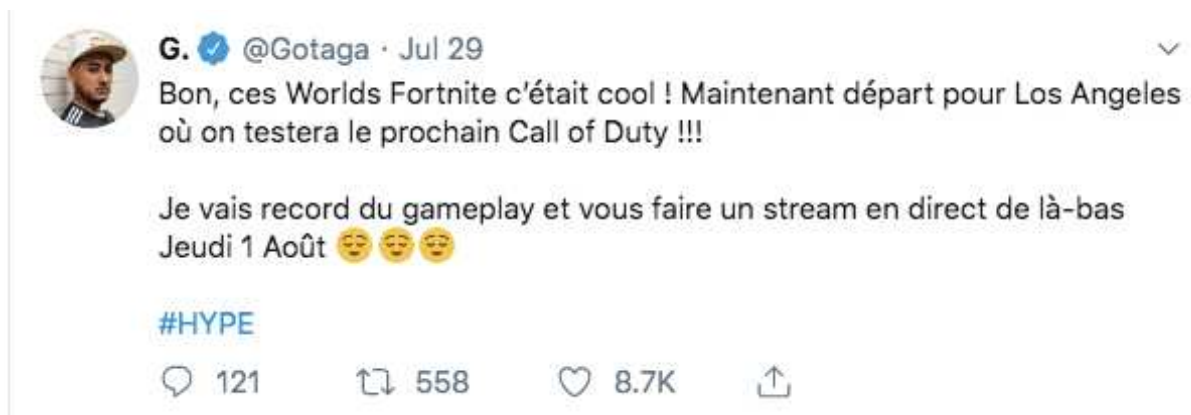 G. @Gotaga · Jul 29
Bon, ces Worlds Fortnite c'était cool ! Maintenant départ pour Los Angeles
où on testera le prochain Call of Duty !!!
Je vais record du gameplay et vous faire un stream en direct de là-bas
Jeudi 1 Août 😌😌😌
#HYPE
121 558 8.7K